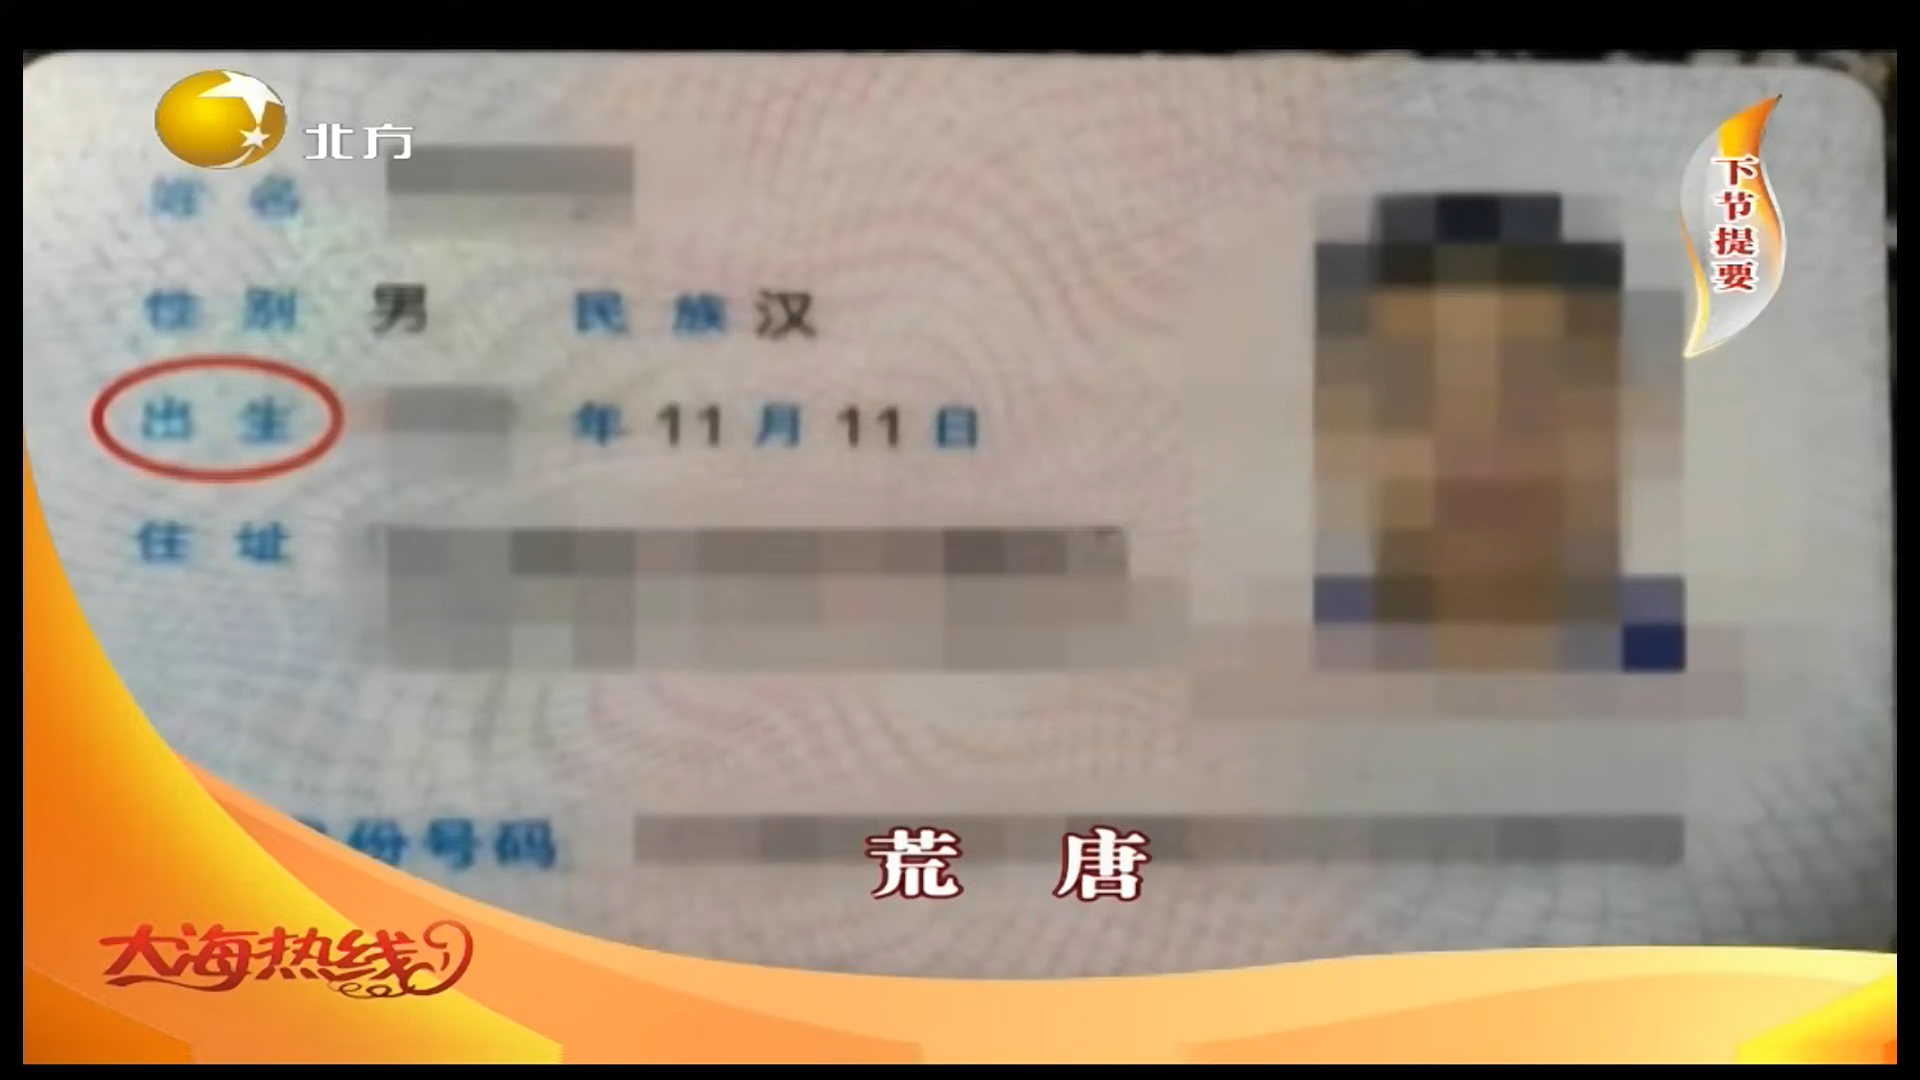 北方
下节提要
姓名
性别 男 民族 汉
出生 年 11 月 11 日
住址
份号码
荒 唐
大海热线